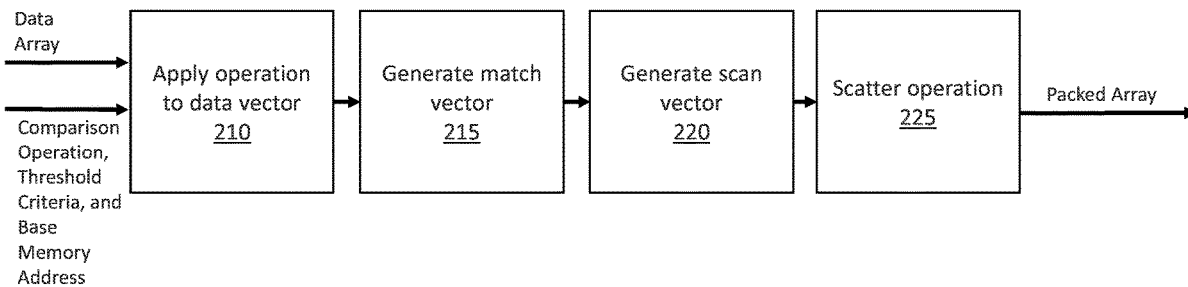 Data
Array
Comparison
Operation,
Threshold
Criteria, and
Base
Memory
Address
Apply operation
to data vector
210
Generate match
vector
215
Generate scan
vector
220
Scatter operation
225
Packed Array